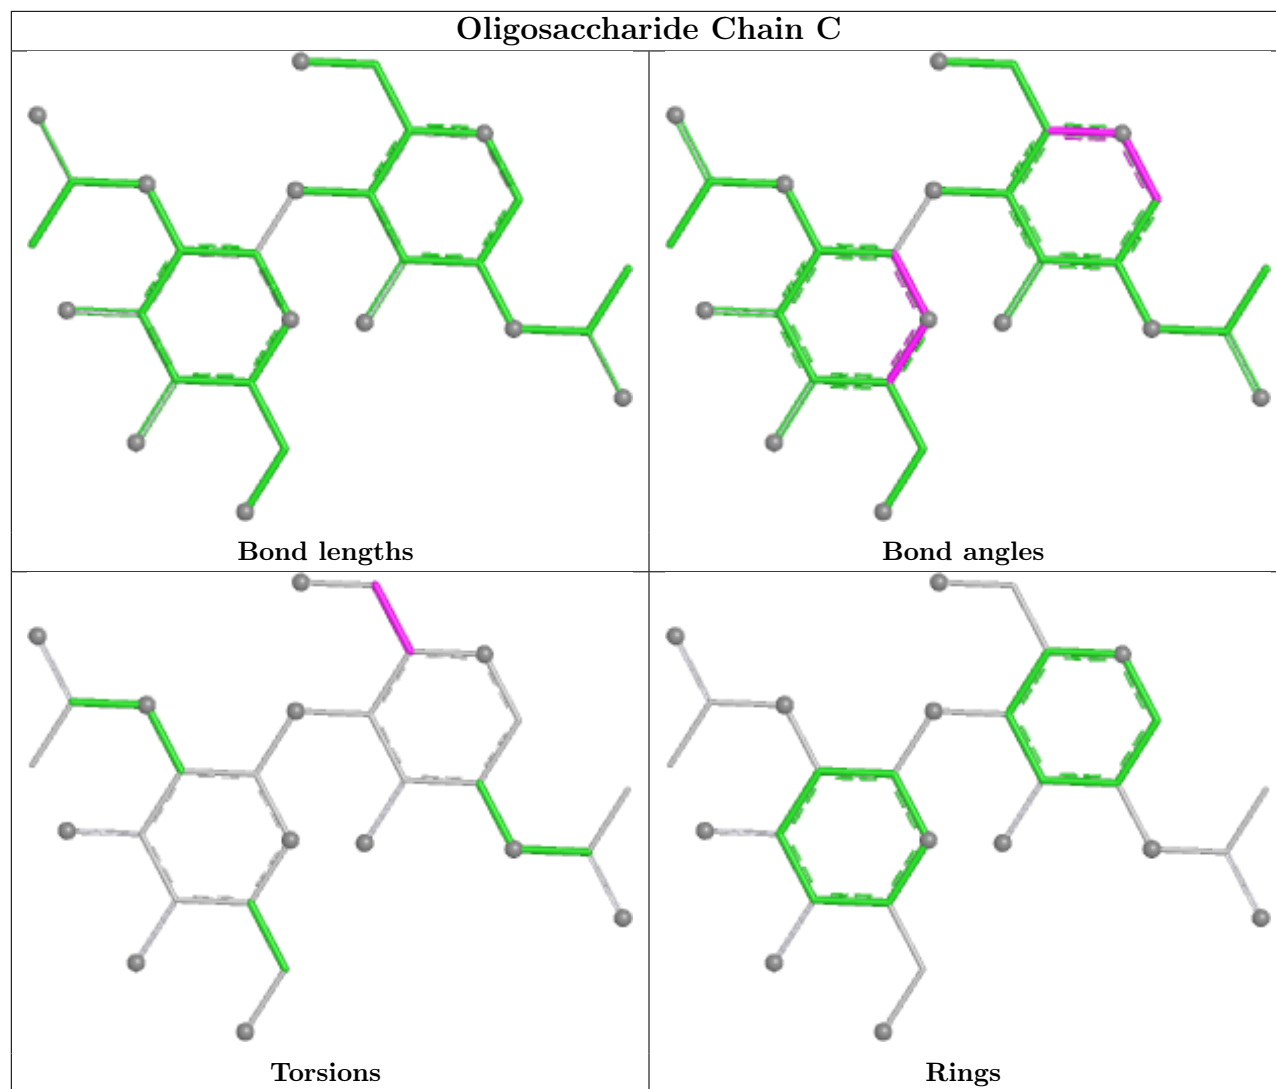 Oligosaccharide Chain C
Bond lengths
Bond angles
Torsions
Rings